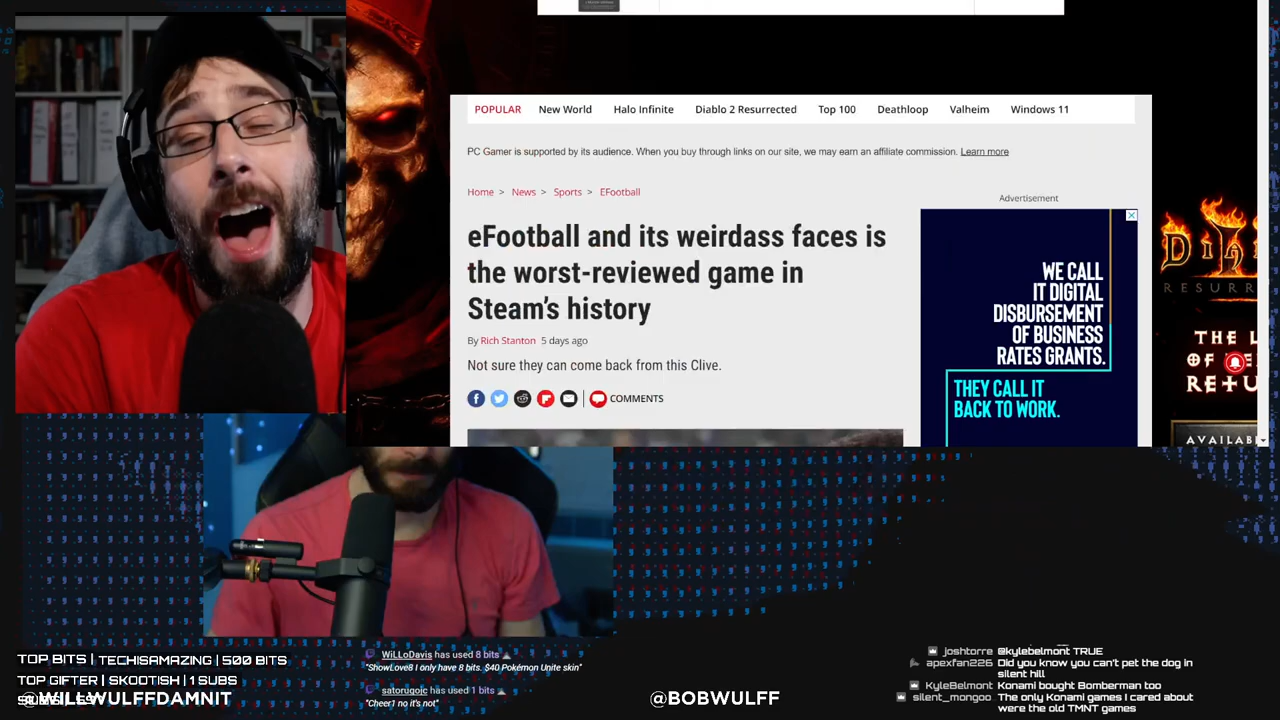 POPULAR New World Halo Infinite Diablo 2 Resurrected Top 100 Deathloop Valheim Windows 11
PC Gamer is supported by its audience. When you buy through links on our site, we may earn an affiliate commission. Learn more
Home > News > Sports > EFootball
Advertisement
eFootball and its weirdass faces is
the worst-reviewed game in
Steam's history
By Rich Stanton 5 days ago
Not sure they can come back from this Clive.
COMMENTS
WE CALL
IT DIGITAL
DISBURSEMENT
OF BUSINESS
RATES GRANTS.
THEY CALL IT
BACK TO WORK.
DI
RESURRE
THE L
OF
RETU
AVAILAB
TOP BITS | TECHISAMAZING | 500 BITS
TOP GIFTER | SKOOTISH | 1 SUBS
@WILLWULFFDAMNIT
WiLLoDavis has used 8 bits
"ShowLove8 I only have 8 bits. $40 Pokémon Unite skin"
satorugojc has used 1 bits
"Cheer1 no it's not"
@BOBWULFF
joshtorre @kylebelmont TRUE
apexfan226 Did you know you can't pet the dog in
silent hill
KyleBelmont Konami bought Bomberman too
silent_mongoo The only Konami games I cared about
were the old TMNT games